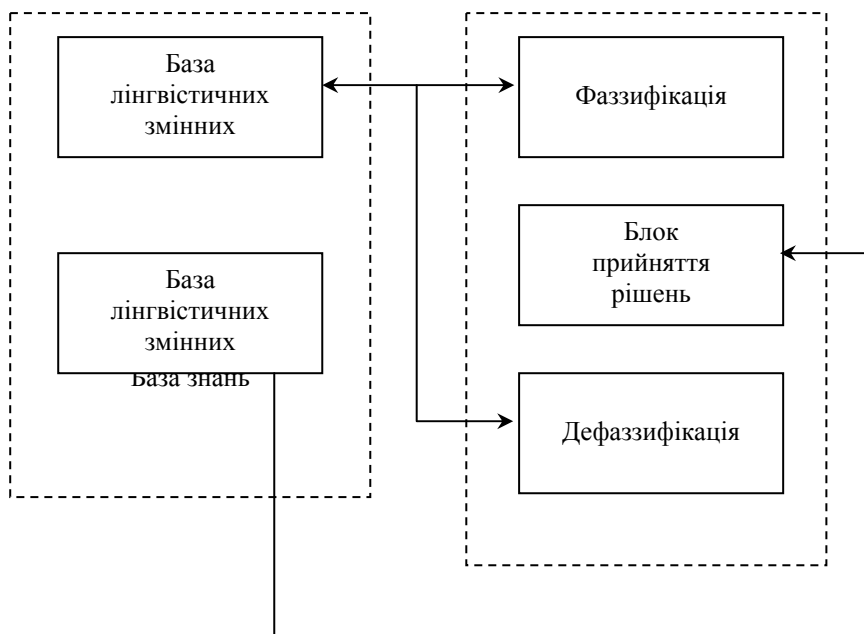 База
лінгвістичних
змінних
База
лінгвістичних
змінних
База знань
Фаззифікація
Блок
прийняття
рішень
Дефаззифікація